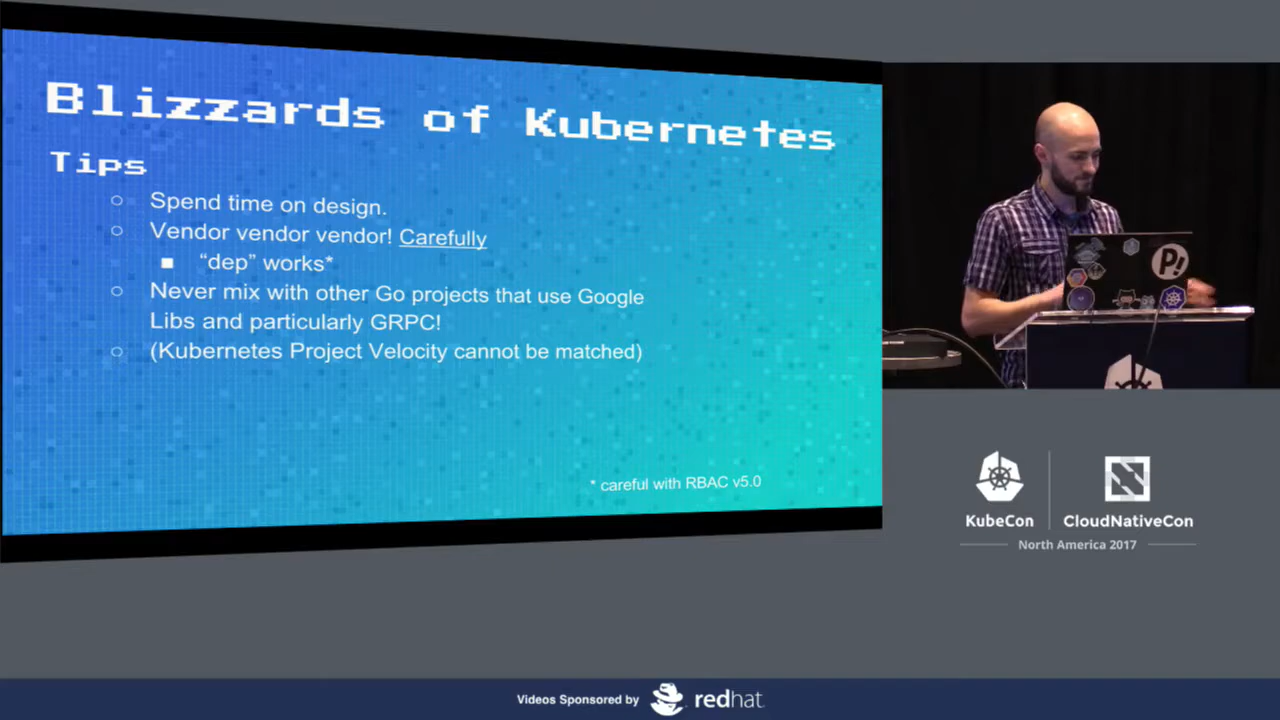 Blizzards of Kubernetes
Tips
Spend time on design.
Vendor vendor vendor! Carefully
“dep” works*
Never mix with other Go projects that use Google
Libs and particularly GRPC!
(Kubernetes Project Velocity cannot be matched)
* careful with RBAC v5.0
P!
KubeCon
CloudNativeCon
North America 2017
Videos Sponsored by
redhat.